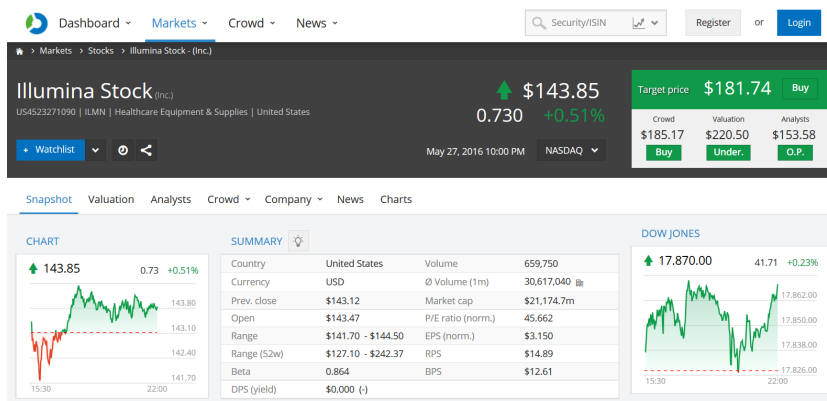 Dashboard Markets Crowd News Security/ISIN Register or Login
Markets > Stocks > Illumina Stock - (Inc.)
Illumina Stock (Inc.)
US4523271090 | ILMN | Healthcare Equipment & Supplies | United States
+ Watchlist
$143.85
0.730 +0.51%
May 27, 2016 10:00 PM NASDAQ
Target price $181.74 Buy
Crowd Valuation Analysts
$185.17 $220.50 $153.58
Buy Under. O.P.
Snapshot Valuation Analysts Crowd Company News Charts
CHART
143.85 0.73 +0.51%
143.80
143.10
142.40
141.70
15:30 22:00
SUMMARY
Country United States Volume 659,750
Currency USD Ø Volume (1m) 30,617,040
Prev. close $143.12 Market cap $21,174.7m
Open $143.47 P/E ratio (norm.) 45.662
Range $141.70 - $144.50 EPS (norm.) $3.150
Range (52w) $127.10 - $242.37 RPS $14.89
Beta 0.864 BPS $12.61
DPS (yield) $0.000 (-)
DOW JONES
17.870.00 41.71 +0.23%
17,862.00
17,850.00
17,838.00
17,826.00
15:30 22:00